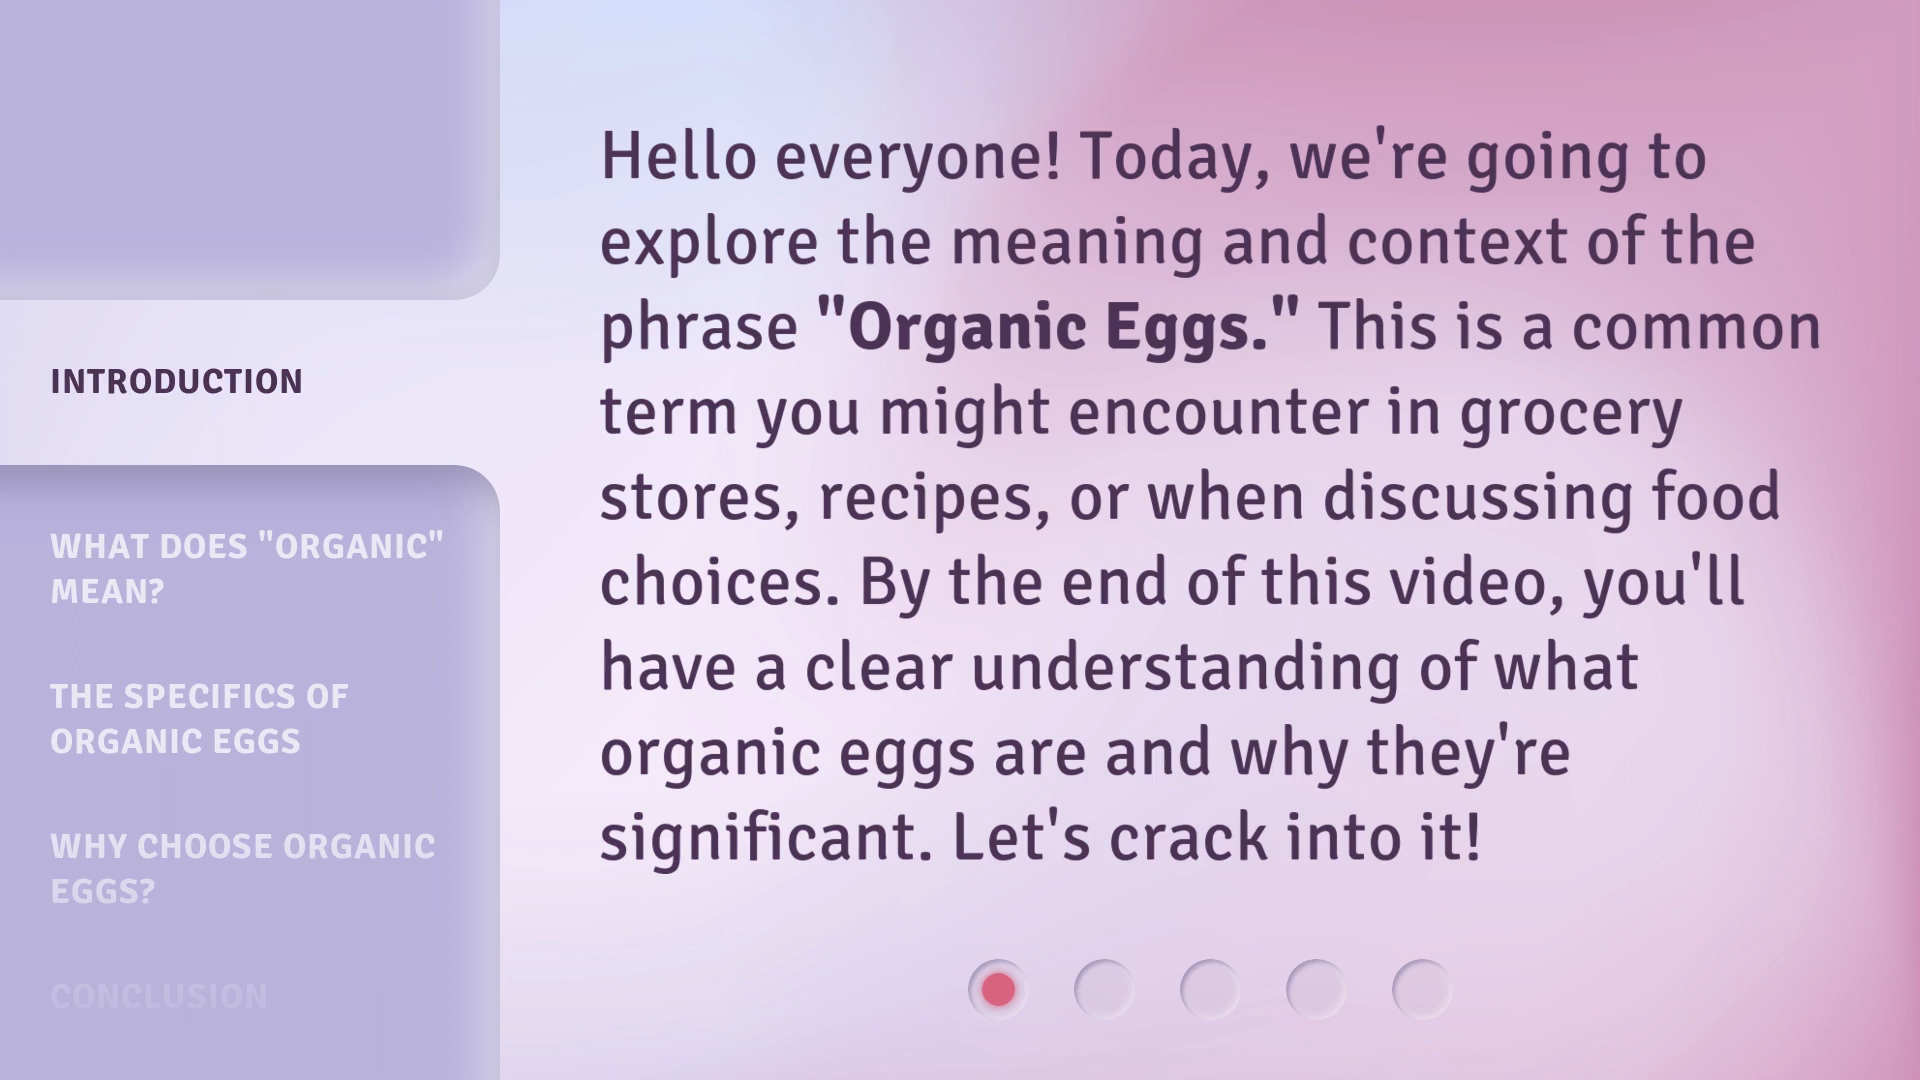 INTRODUCTION
WHAT DOES "ORGANIC"
MEAN?
THE SPECIFICS OF
ORGANIC EGGS
WHY CHOOSE ORGANIC
EGGS?
CONCLUSION
Hello everyone! Today, we're going to
explore the meaning and context of the
phrase "Organic Eggs." This is a common
term you might encounter in grocery
stores, recipes, or when discussing food
choices. By the end of this video, you'll
have a clear understanding of what
organic eggs are and why they're
significant. Let's crack into it!